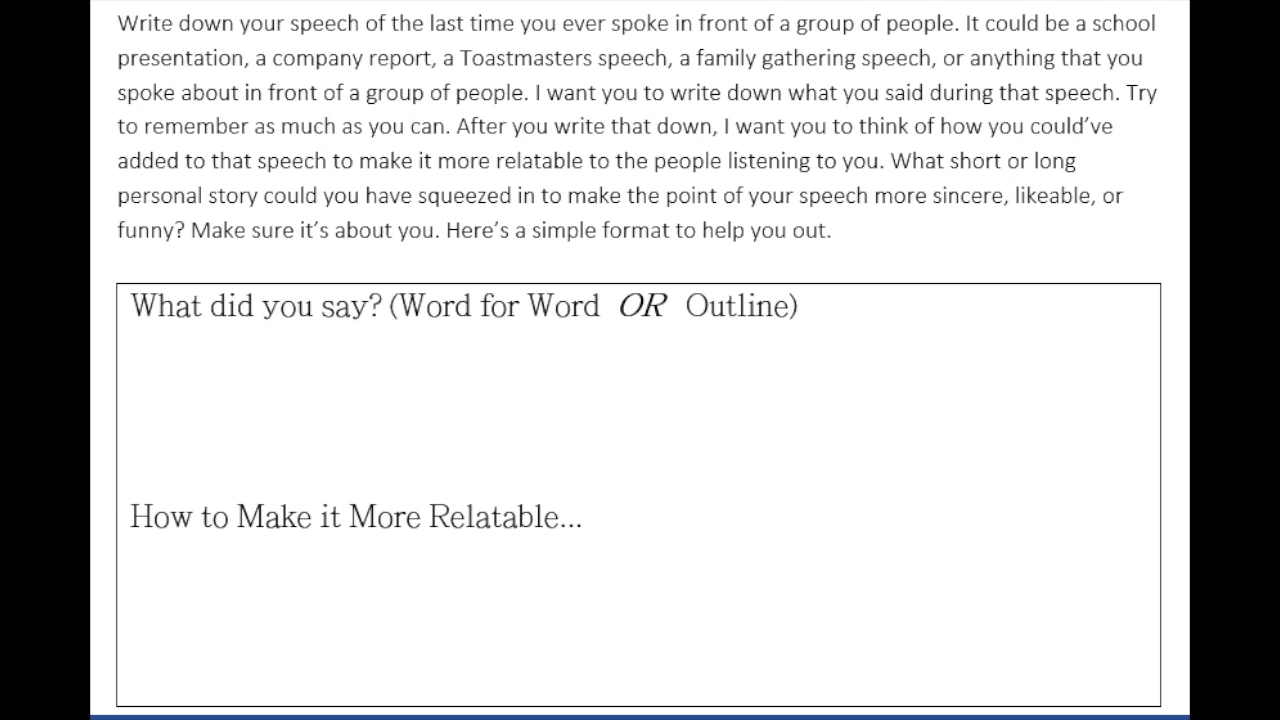 Write down your speech of the last time you ever spoke in front of a group of people. It could be a school
presentation, a company report, a Toastmasters speech, a family gathering speech, or anything that you
spoke about in front of a group of people. I want you to write down what you said during that speech. Try
to remember as much as you can. After you write that down, I want you to think of how you could’ve
added to that speech to make it more relatable to the people listening to you. What short or long
personal story could you have squeezed in to make the point of your speech more sincere, likeable, or
funny? Make sure it’s about you. Here’s a simple format to help you out.
What did you say? (Word for Word OR Outline)
How to Make it More Relatable...